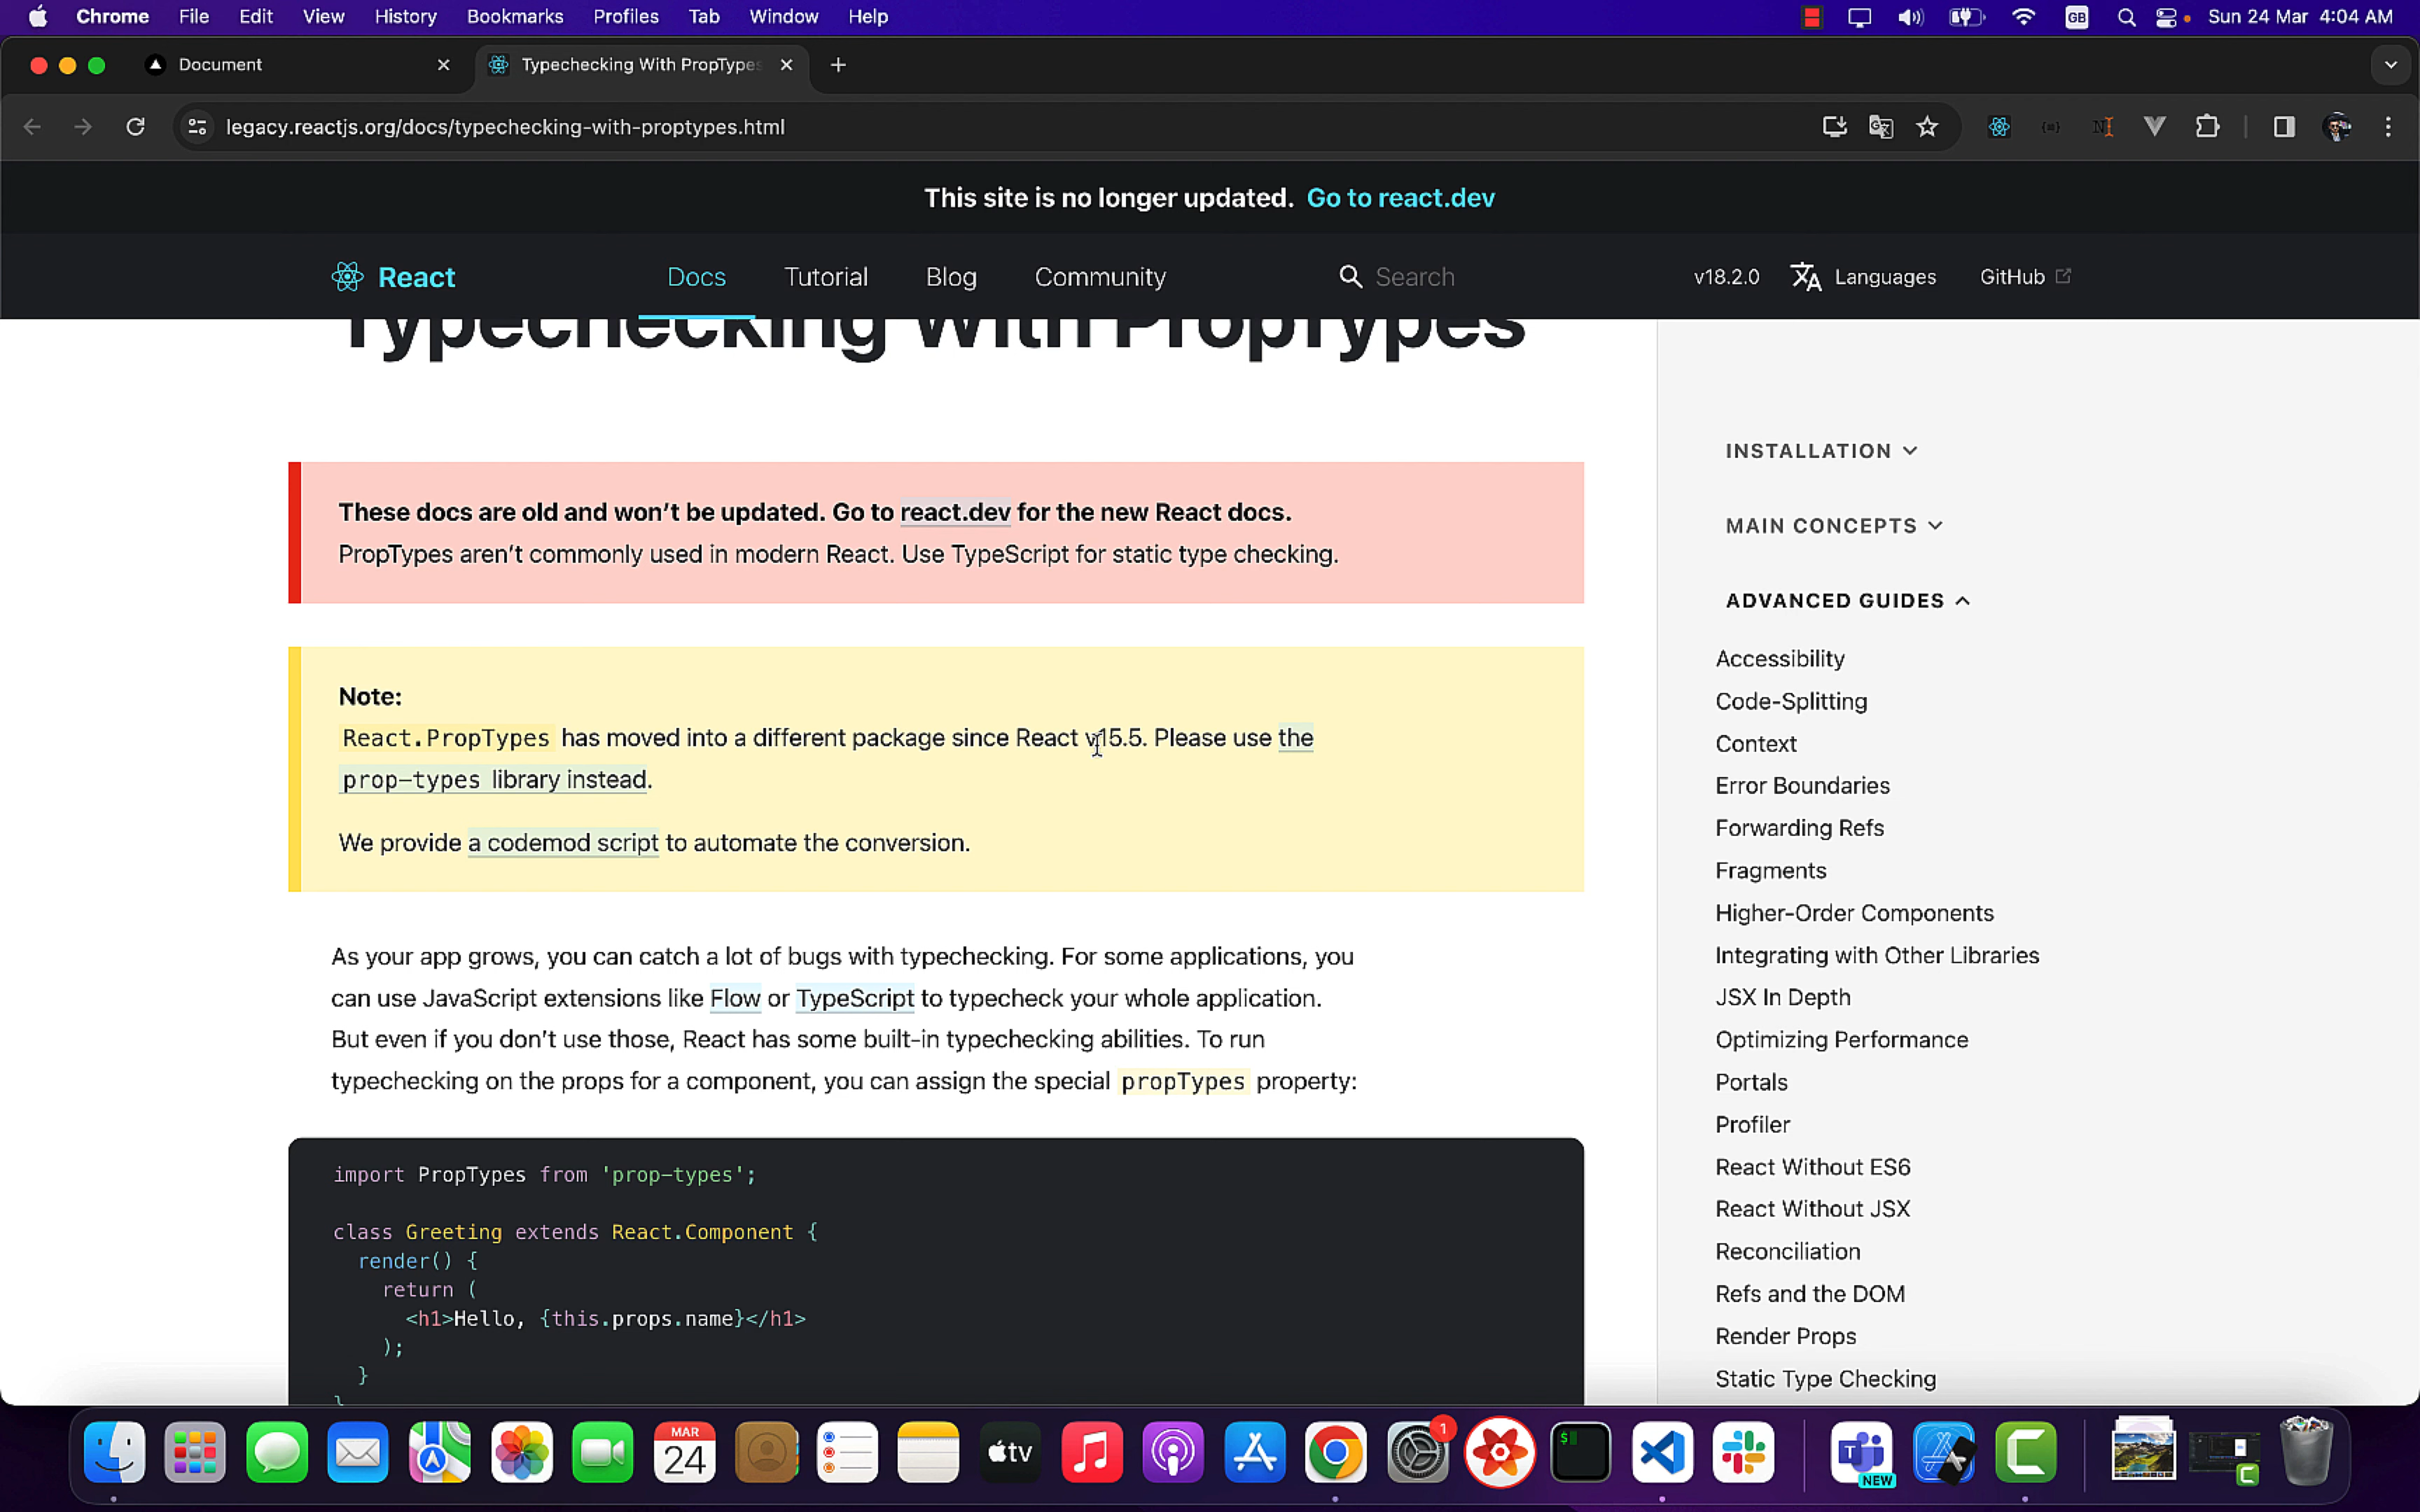 Chrome File Edit View History Bookmarks Profiles Tab Window Help GB Sun 24 Mar 4:04 AM
Document Typechecking With PropTypes
legacy.reactjs.org/docs/typechecking-with-proptypes.html
This site is no longer updated. Go to react.dev
React Docs Tutorial Blog Community Search v18.2.0 Languages GitHub
Typechecking With PropTypes
These docs are old and won’t be updated. Go to react.dev for the new React docs.
PropTypes aren’t commonly used in modern React. Use TypeScript for static type checking.
Note:
React.PropTypes has moved into a different package since React v15.5. Please use the
prop-types library instead.
We provide a codemod script to automate the conversion.
As your app grows, you can catch a lot of bugs with typechecking. For some applications, you
can use JavaScript extensions like Flow or TypeScript to typecheck your whole application.
But even if you don’t use those, React has some built-in typechecking abilities. To run
typechecking on the props for a component, you can assign the special propTypes property:
import PropTypes from 'prop-types';
class Greeting extends React.Component {
render() {
return (
<h1>Hello, {this.props.name}</h1>
);
}
}
INSTALLATION
MAIN CONCEPTS
ADVANCED GUIDES
Accessibility
Code-Splitting
Context
Error Boundaries
Forwarding Refs
Fragments
Higher-Order Components
Integrating with Other Libraries
JSX In Depth
Optimizing Performance
Portals
Profiler
React Without ES6
React Without JSX
Reconciliation
Refs and the DOM
Render Props
Static Type Checking
MAR
24
tv
1
$
T
NEW